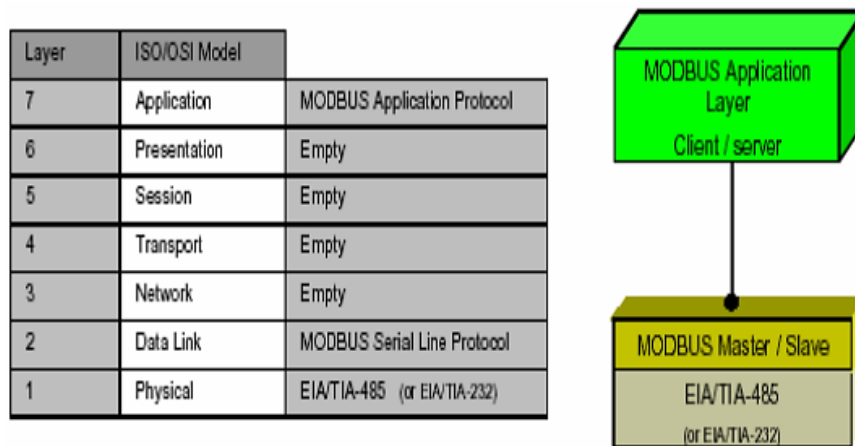 Layer ISO/OSI Model
7 Application MODBUS Application Protocol
6 Presentation Empty
5 Session Empty
4 Transport Empty
3 Network Empty
2 Data Link MODBUS Serial Line Protocol
1 Physical EIA/TIA-485 (or EIA/TIA-232)
MODBUS Application
Layer
Client / server
MODBUS Master / Slave
EIA/TIA-485
(or EIA/TIA-232)